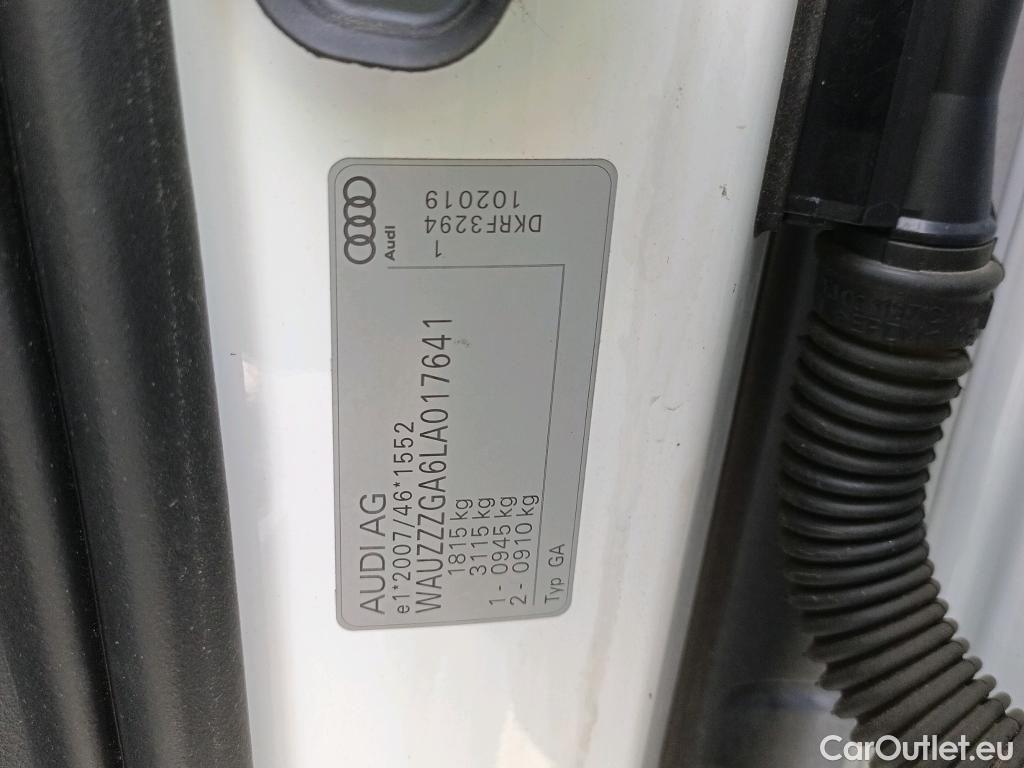 AUDI AG
e1*2007/46*1552
WAUZZZGA6LA017641
1815 kg
3115 kg
1- 0945 kg
2- 0910 kg
Typ GA
Audi
1
DKRF3294
102019
CarOutlet.eu